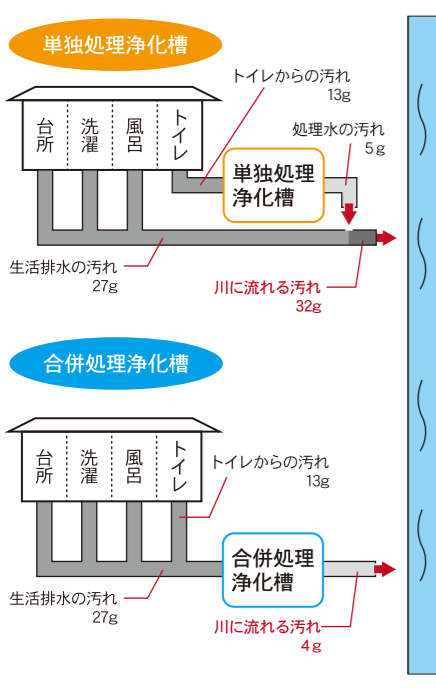 単独処理浄化槽
トイレからの汚れ
13g
台所
洗濯
風呂
トイレ
処理水の汚れ
5g
単独処理
浄化槽
生活排水の汚れ
27g
川に流れる汚れ
32g
合併処理浄化槽
台所
洗濯
風呂
トイレ
トイレからの汚れ
13g
合併処理
浄化槽
生活排水の汚れ
27g
川に流れる汚れ
4g